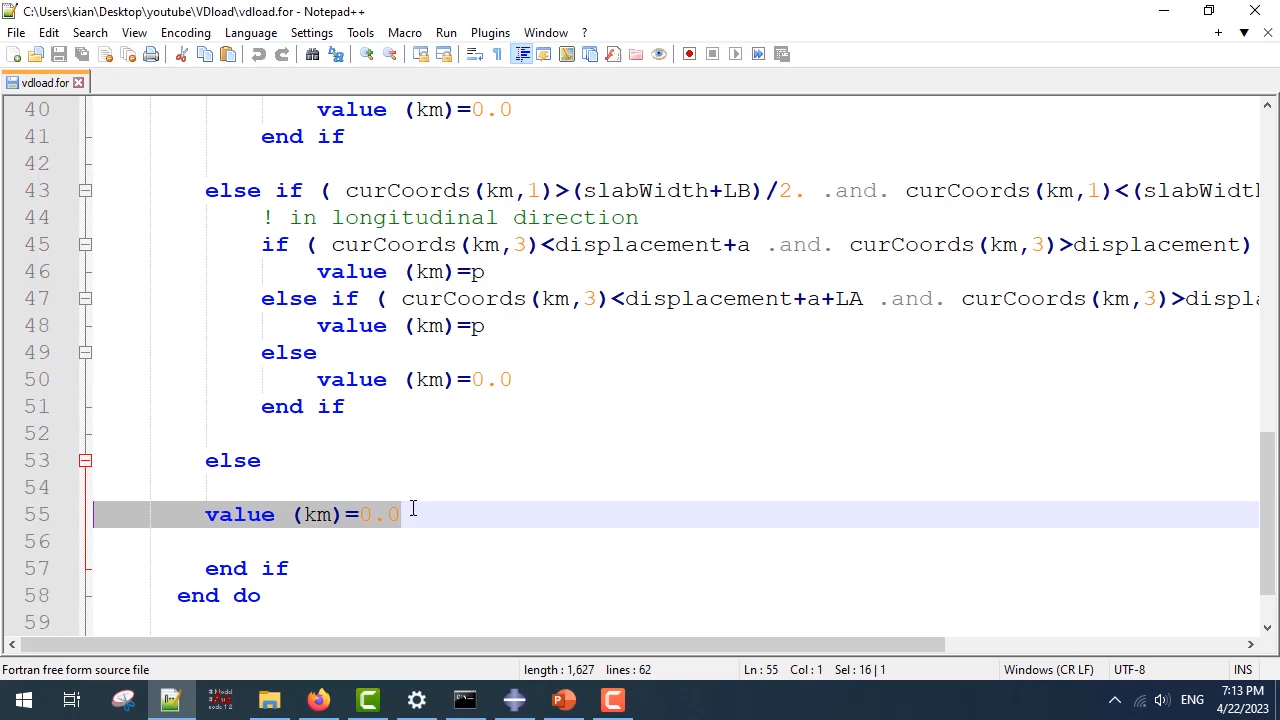 C:\Users\kian\Desktop\youtube\VDload\vdload.for - Notepad++
File Edit Search View Encoding Language Settings Tools Macro Run Plugins Window ?
vdload.for
40 value (km)=0.0
41 end if
42
43 else if ( curCoords(km,1)>(slabWidth+LB)/2. .and. curCoords(km,1)<(slabWidth
44 ! in longitudinal direction
45 if ( curCoords(km,3)<displacement+a .and. curCoords(km,3)>displacement)
46 value (km)=p
47 else if ( curCoords(km,3)<displacement+a+LA .and. curCoords(km,3)>displa
48 value (km)=p
49 else
50 value (km)=0.0
51 end if
52
53 else
54
55 value (km)=0.0
56
57 end if
58 end do
59
Fortran free form source file length : 1,627 lines : 62 Ln : 55 Col : 1 Sel : 16 | 1 Windows (CR LF) UTF-8 INS
ENG 7:13 PM
4/22/2023